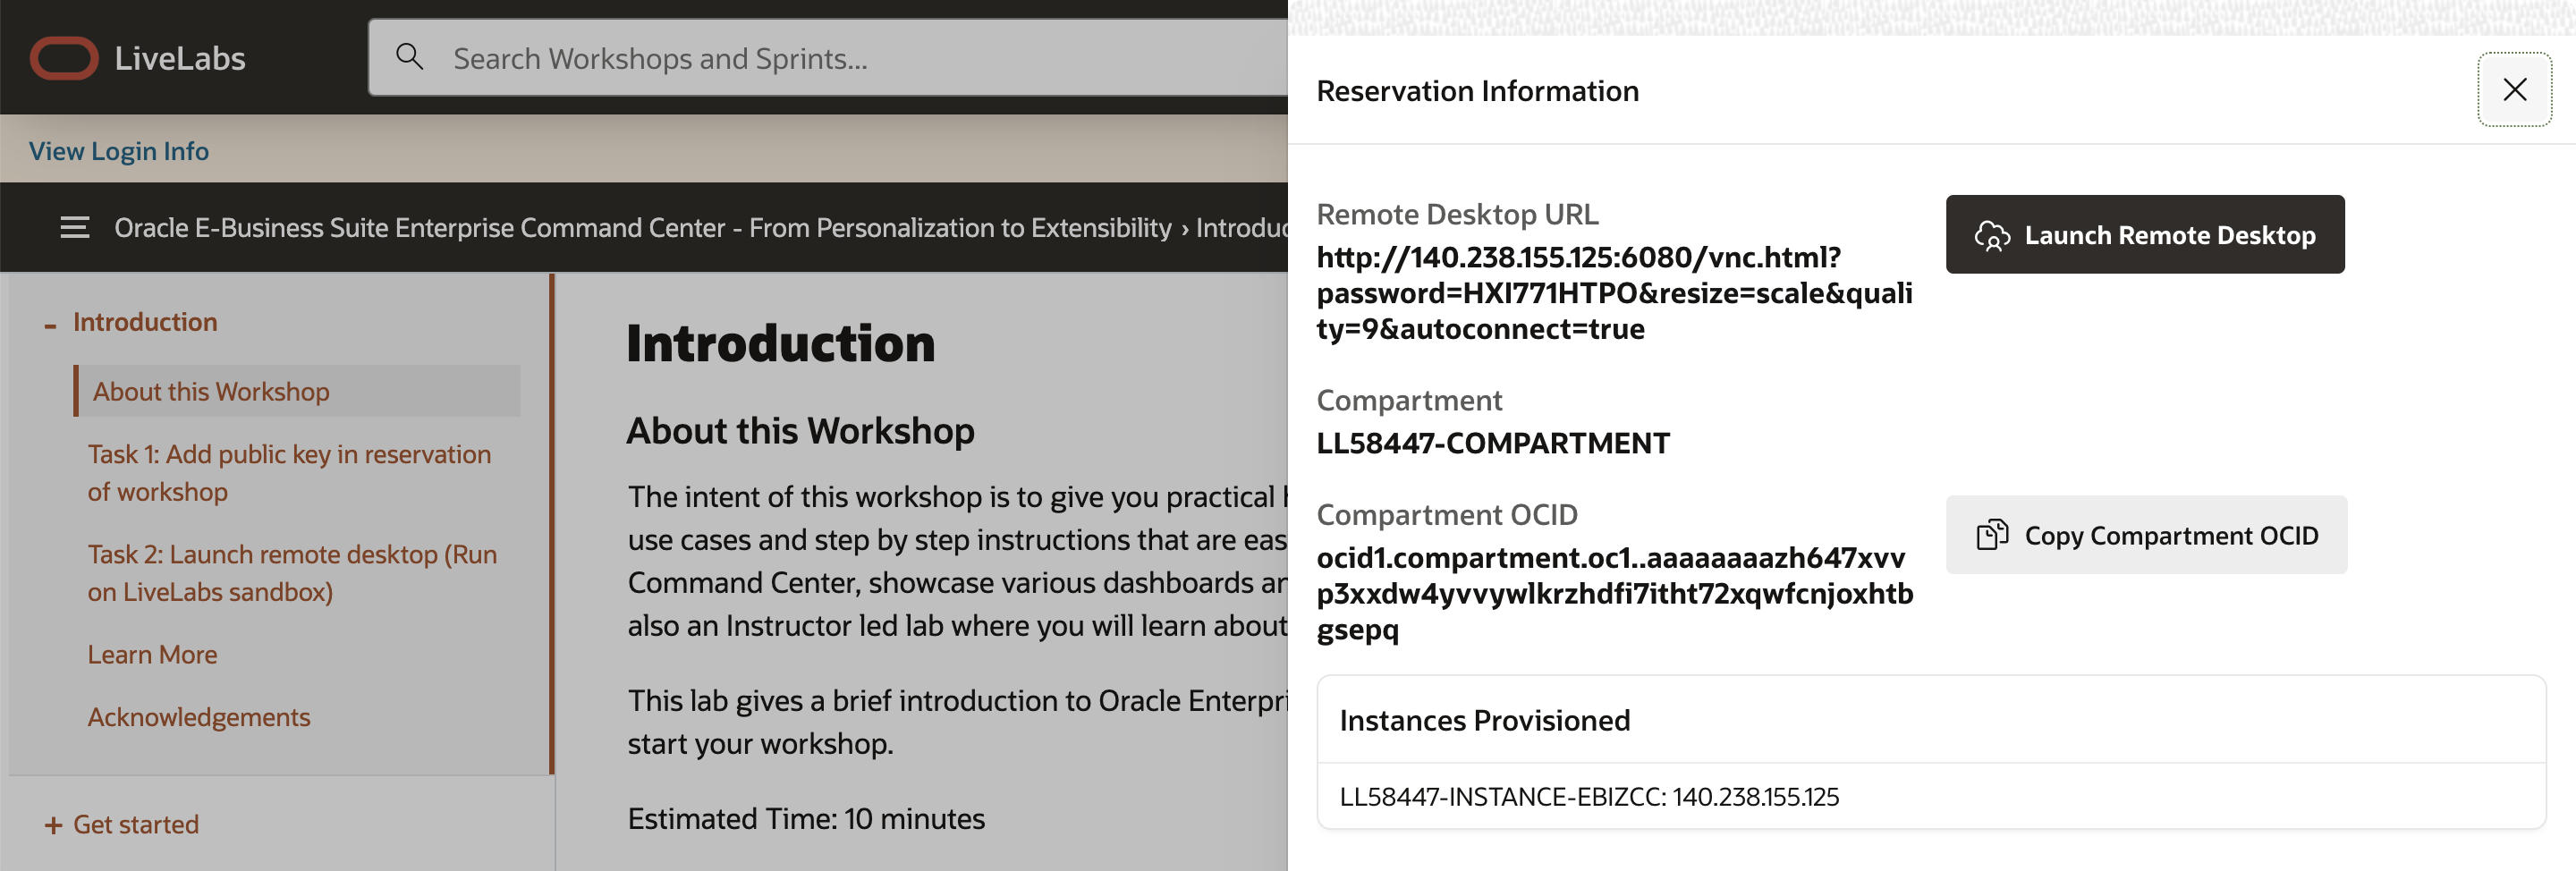 LiveLabs
Search Workshops and Sprints...
View Login Info
Oracle E-Business Suite Enterprise Command Center - From Personalization to Extensibility › Introduc
- Introduction
About this Workshop
Task 1: Add public key in reservation
of workshop
Task 2: Launch remote desktop (Run
on LiveLabs sandbox)
Learn More
Acknowledgements
+ Get started
Introduction
About this Workshop
The intent of this workshop is to give you practical
use cases and step by step instructions that are eas
Command Center, showcase various dashboards an
also an Instructor led lab where you will learn about
This lab gives a brief introduction to Oracle Enterpri
start your workshop.
Estimated Time: 10 minutes
Reservation Information
Remote Desktop URL
http://140.238.155.125:6080/vnc.html?
password=HXI771HTPO&resize=scale&quali
ty=9&autoconnect=true
Launch Remote Desktop
Compartment
LL58447-COMPARTMENT
Compartment OCID
ocid1.compartment.oc1..aaaaaaaazh647xvv
p3xxdw4yvvywlkrzhdfi7itht72xqwfcnjoxhtb
gsepq
Copy Compartment OCID
Instances Provisioned
LL58447-INSTANCE-EBIZCC: 140.238.155.125